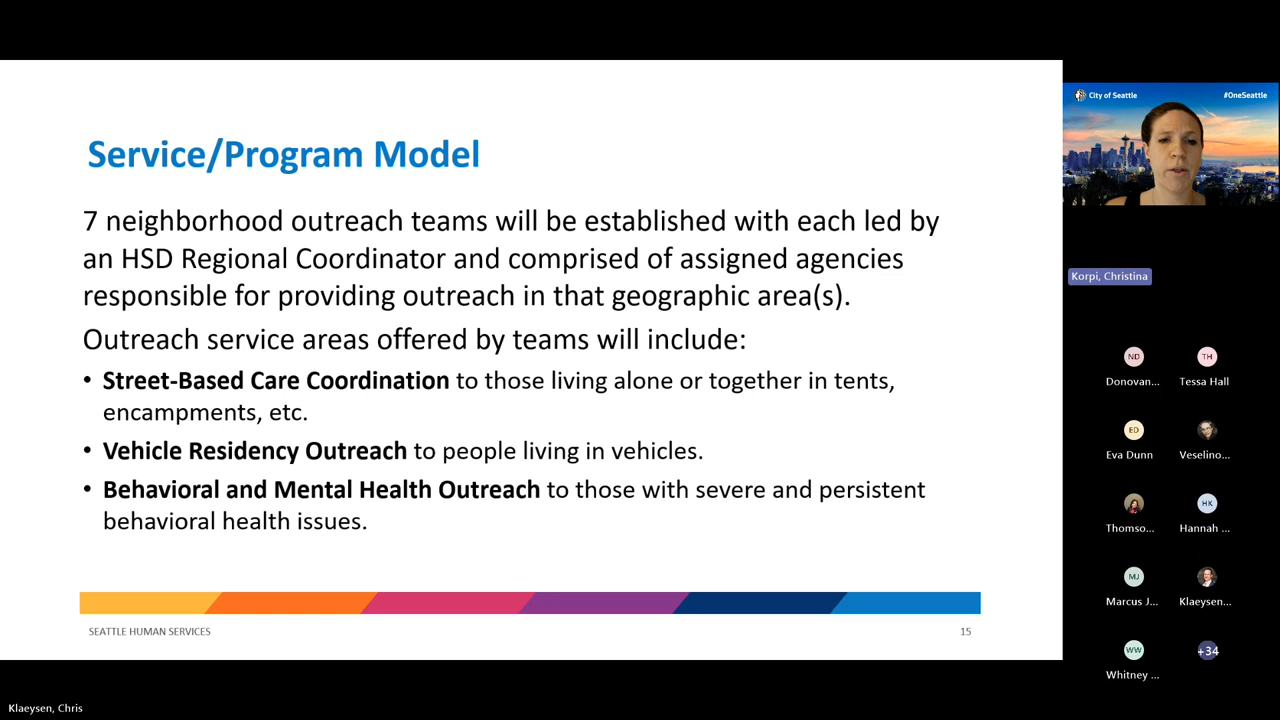 Service/Program Model
7 neighborhood outreach teams will be established with each led by
an HSD Regional Coordinator and comprised of assigned agencies
responsible for providing outreach in that geographic area(s).
Outreach service areas offered by teams will include:
• Street-Based Care Coordination to those living alone or together in tents,
encampments, etc.
• Vehicle Residency Outreach to people living in vehicles.
• Behavioral and Mental Health Outreach to those with severe and persistent
behavioral health issues.
SEATTLE HUMAN SERVICES
15
City of Seattle
#OneSeattle
Korpi, Christina
ND
TH
Donovan...
Tessa Hall
ED
Eva Dunn
Veselino...
Thomso...
HK
Hannah ...
MJ
Marcus J...
Klaeysen...
WW
+34
Whitney ...
Klaeysen, Chris